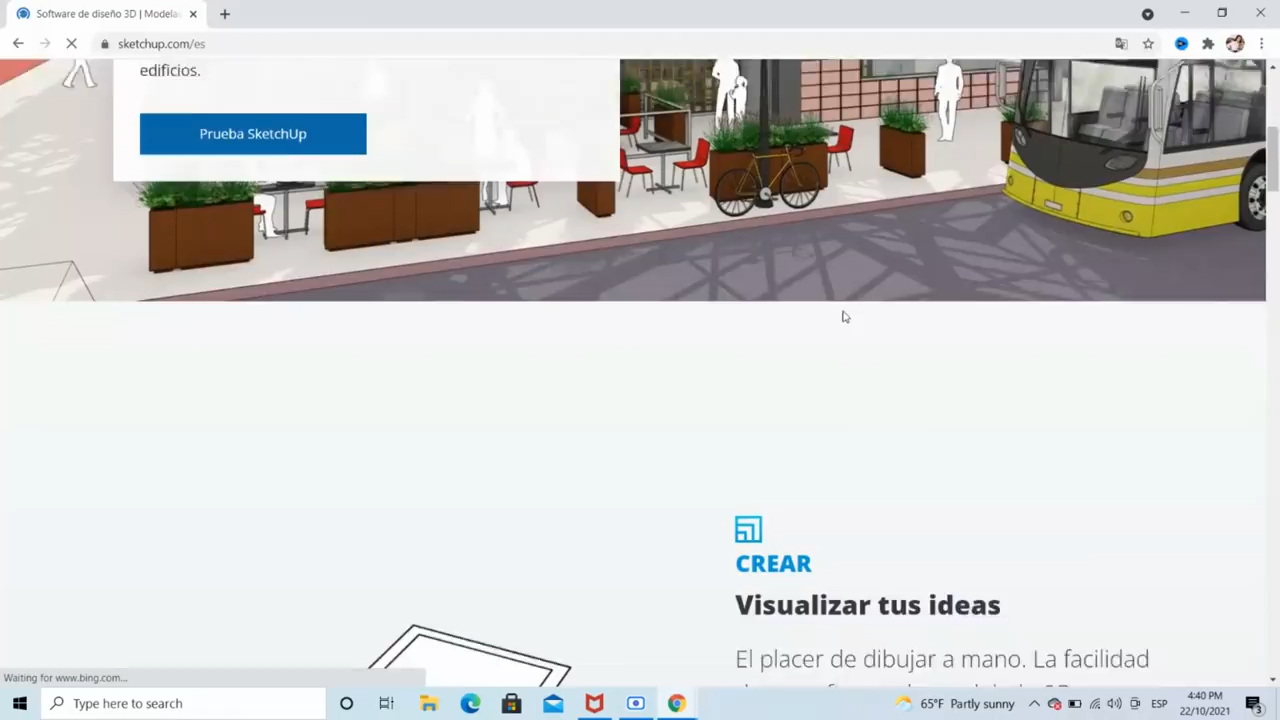 Software de diseño 3D | Modela
sketchup.com/es
edificios.
Prueba SketchUp
CREAR
Visualizar tus ideas
El placer de dibujar a mano. La facilidad
Waiting for www.bing.com...
Type here to search
65°F Partly sunny
ESP
4:40 PM
22/10/2021
3